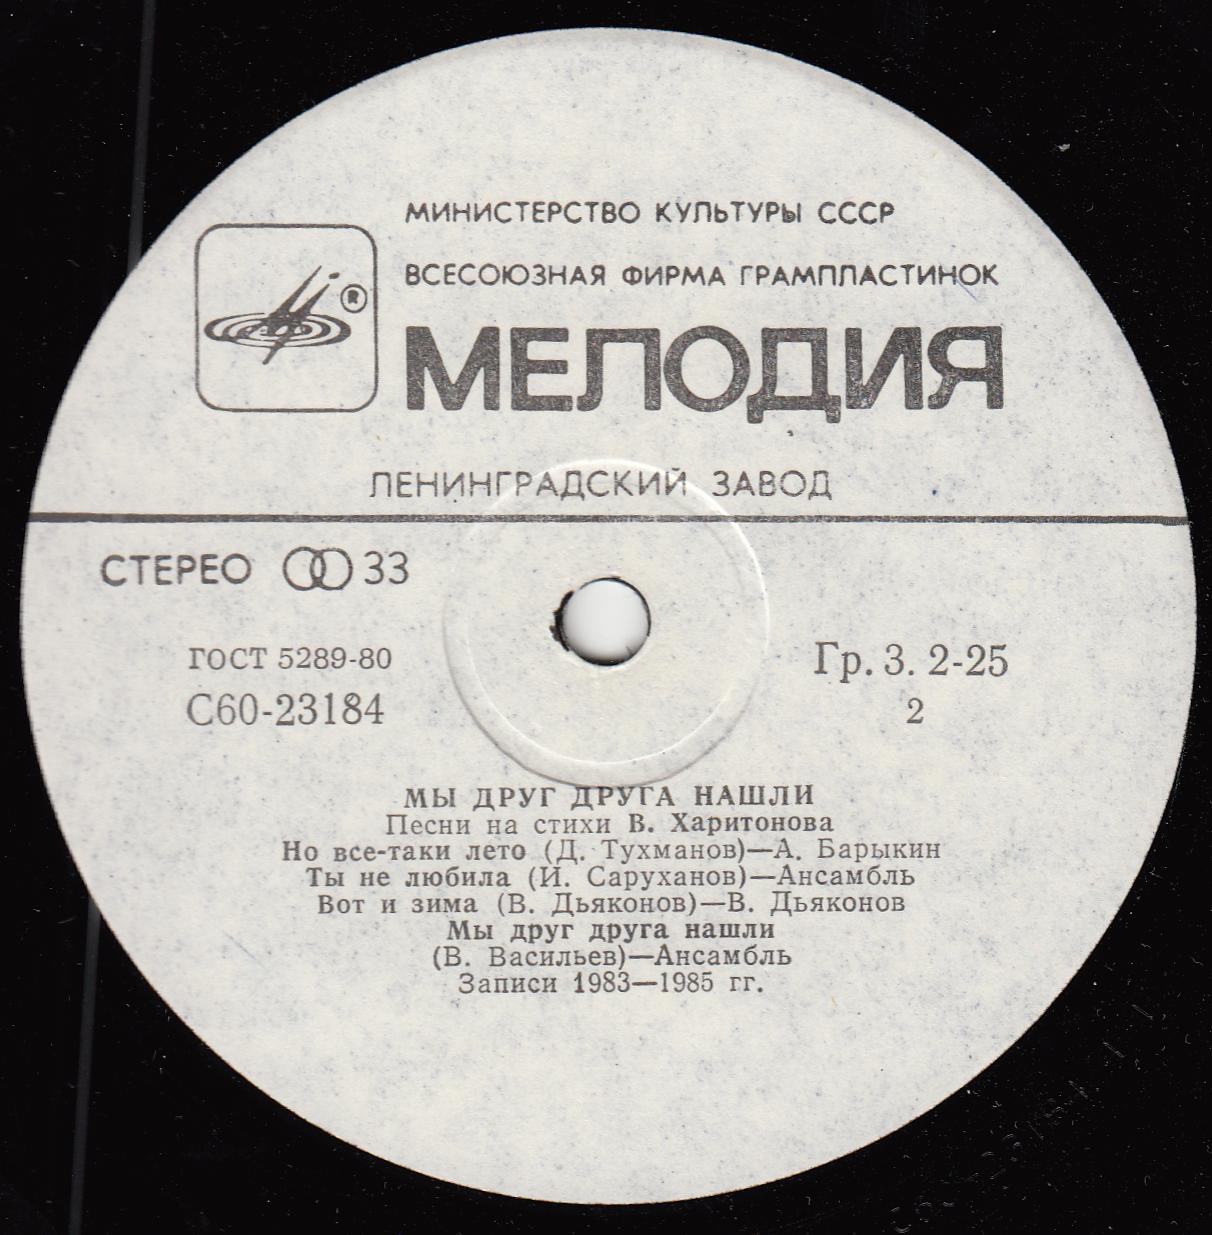 МИНИСТЕРСТВО КУЛЬТУРЫ СССР
ВСЕСОЮЗНАЯ ФИРМА ГРАМПЛАСТИНОК
®
МЕЛОДИЯ
ЛЕНИНГРАДСКИЙ ЗАВОД
СТЕРЕО 33
ГОСТ 5289-80
С60-23184
Гр. 3. 2-25
2
МЫ ДРУГ ДРУГА НАШЛИ
Песни на стихи В. Харитонова
Но все-таки лето (Д. Тухманов)—А. Барыкин
Ты не любила (И. Саруханов)—Ансамбль
Вот и зима (В. Дьяконов)—В. Дьяконов
Мы друг друга нашли
(В. Васильев)—Ансамбль
Записи 1983—1985 гг.